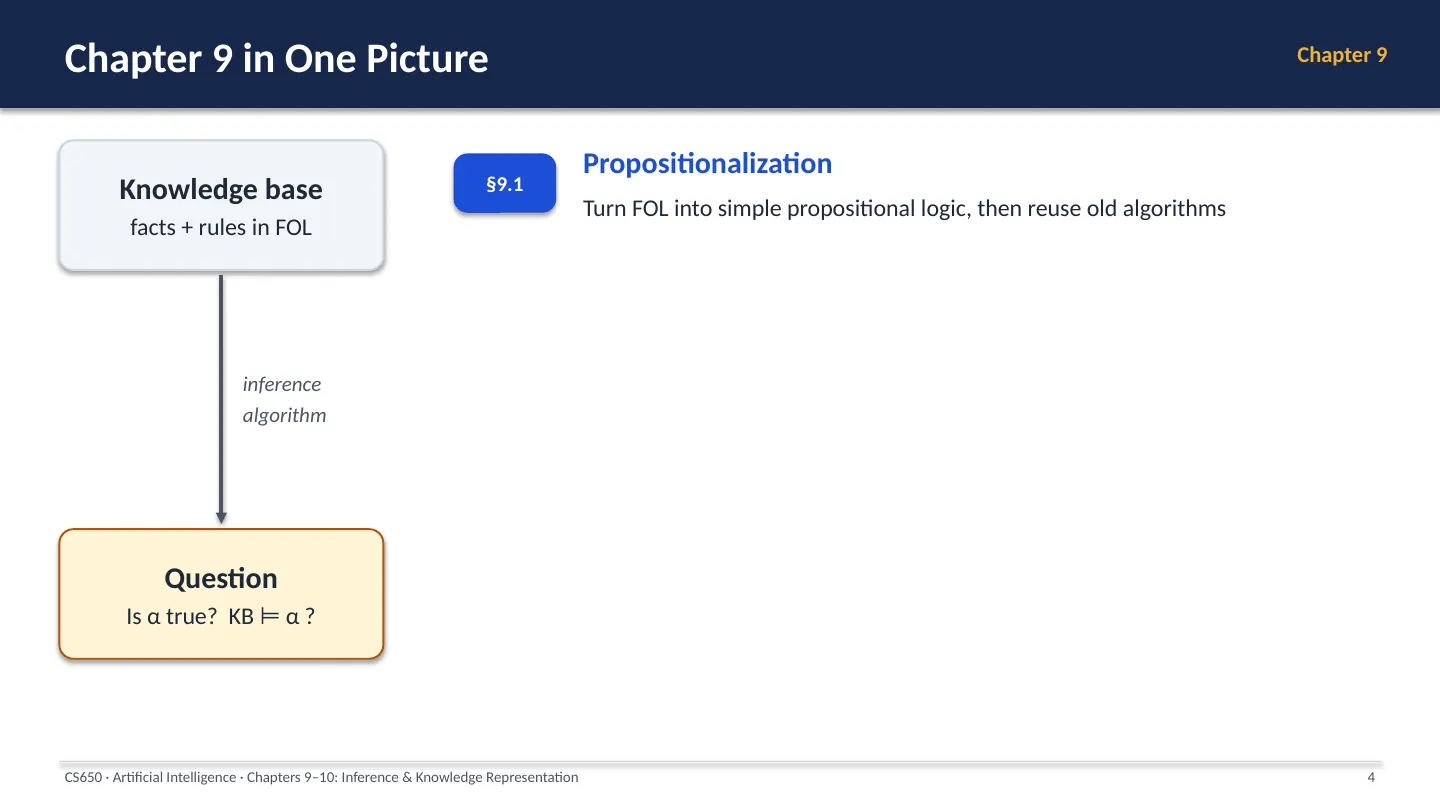 Chapter 9 in One Picture
Chapter 9
Knowledge base
facts + rules in FOL
§9.1
Propositionalization
Turn FOL into simple propositional logic, then reuse old algorithms
inference
algorithm
Question
Is α true?  KB ⊨ α ?
CS650 · Artificial Intelligence · Chapters 9–10: Inference & Knowledge Representation
4